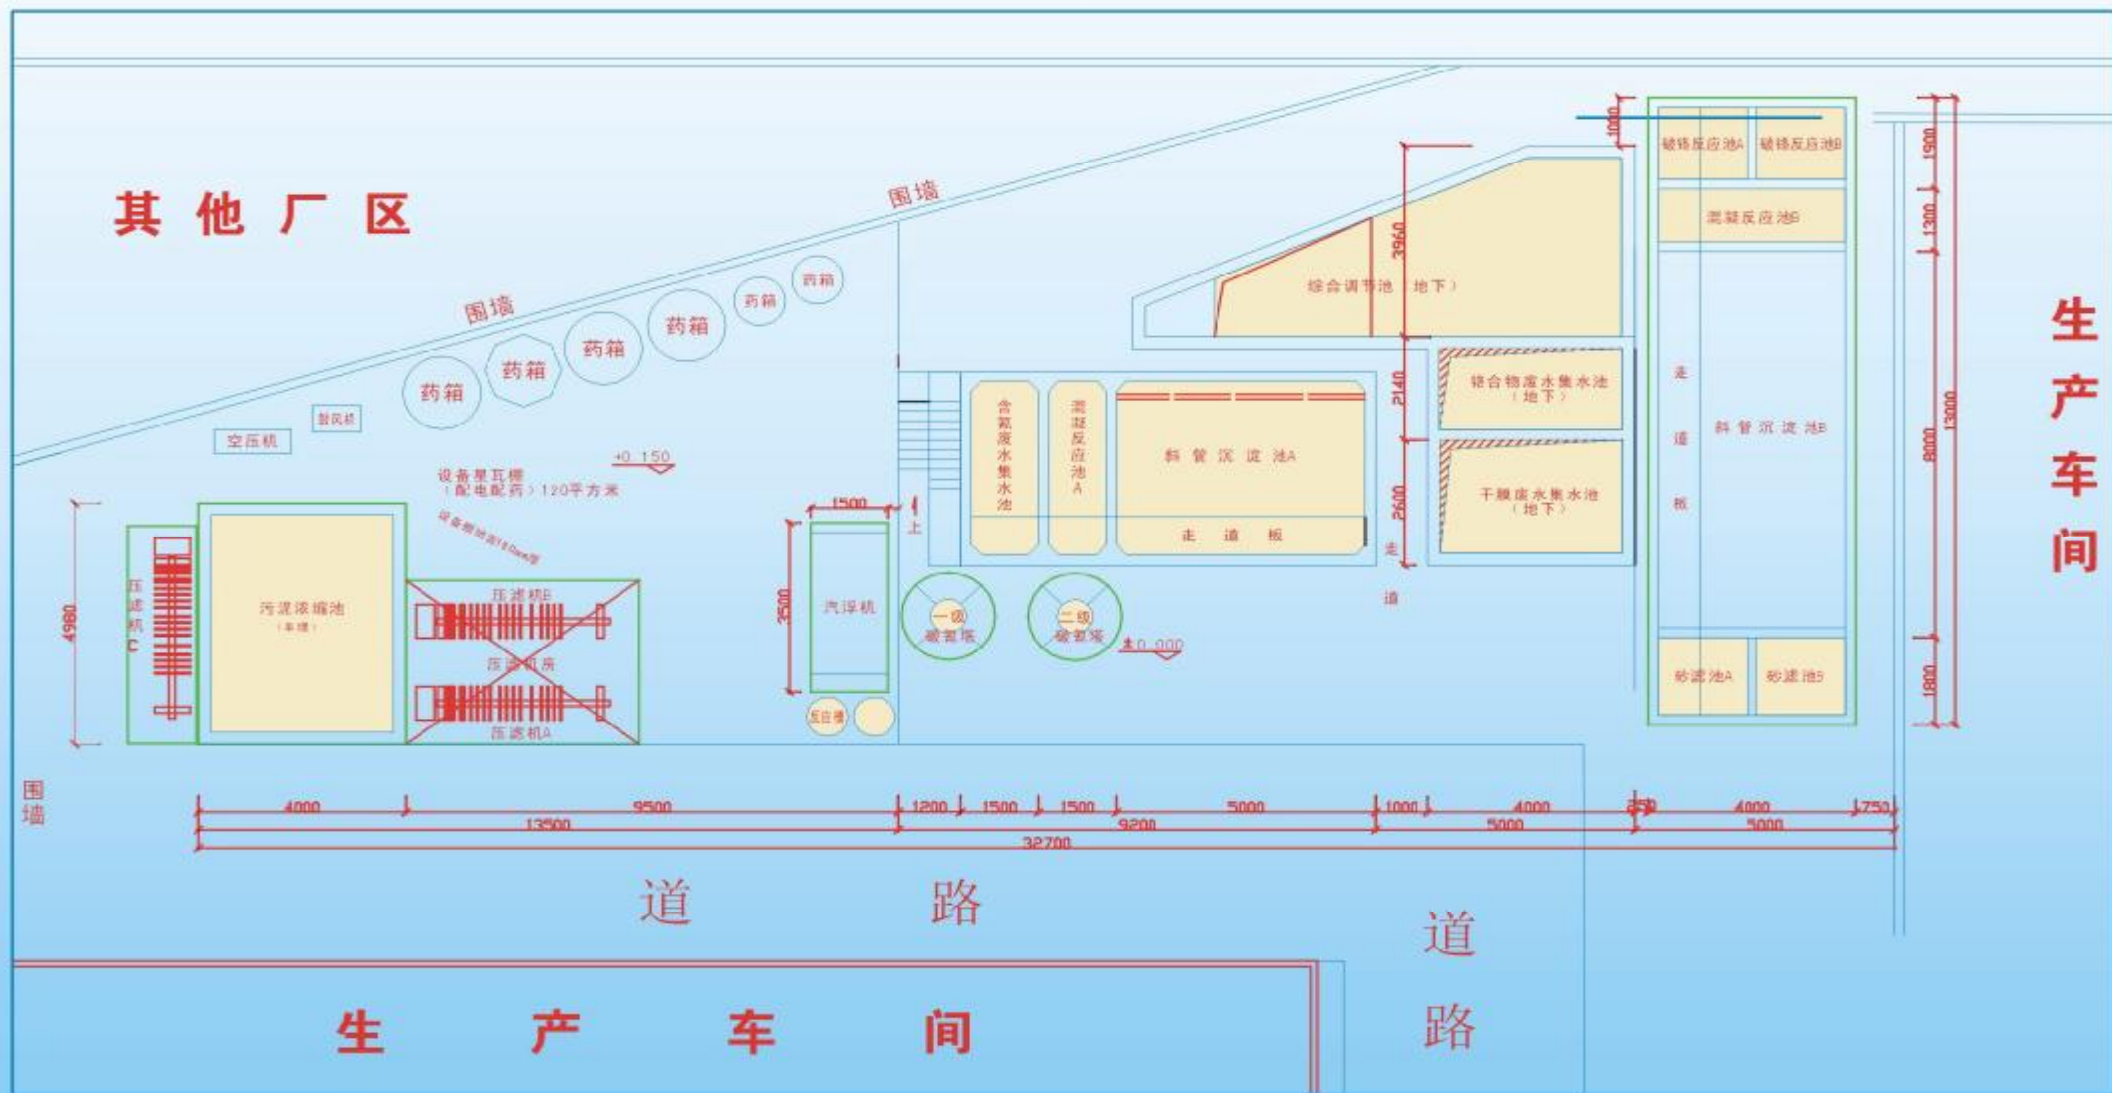 其他厂区
围墙
围墙
药箱
药箱
药箱
药箱
药箱
药箱
鼓风机
空压机
+0.150
设备星瓦棚
(配电配药)120平方米
4980
压滤机C
污泥浓缩池
压滤机B
压滤机房
压滤机A
1500
3500
汽浮机
反应槽
上
一级
破氰塔
二级
破氰塔
±0.000
含氰废水集水池
混凝反应池A
斜管沉淀池A
走道板
走道
综合调节池(地下)
3960
2140
2600
络合物废水集水池
(地下)
干膜废水集水池
(地下)
1000
破铬反应池A
破铬反应池B
混凝反应池B
走道板
斜管沉淀池B
砂滤池A
砂滤池B
1900
1300
8000
1800
13000
生产车间
围墙
4000
9500
1200
1500
1500
5000
1000
4000
250
4000
750
13500
9200
5000
5000
32700
道路
道路
生产车间